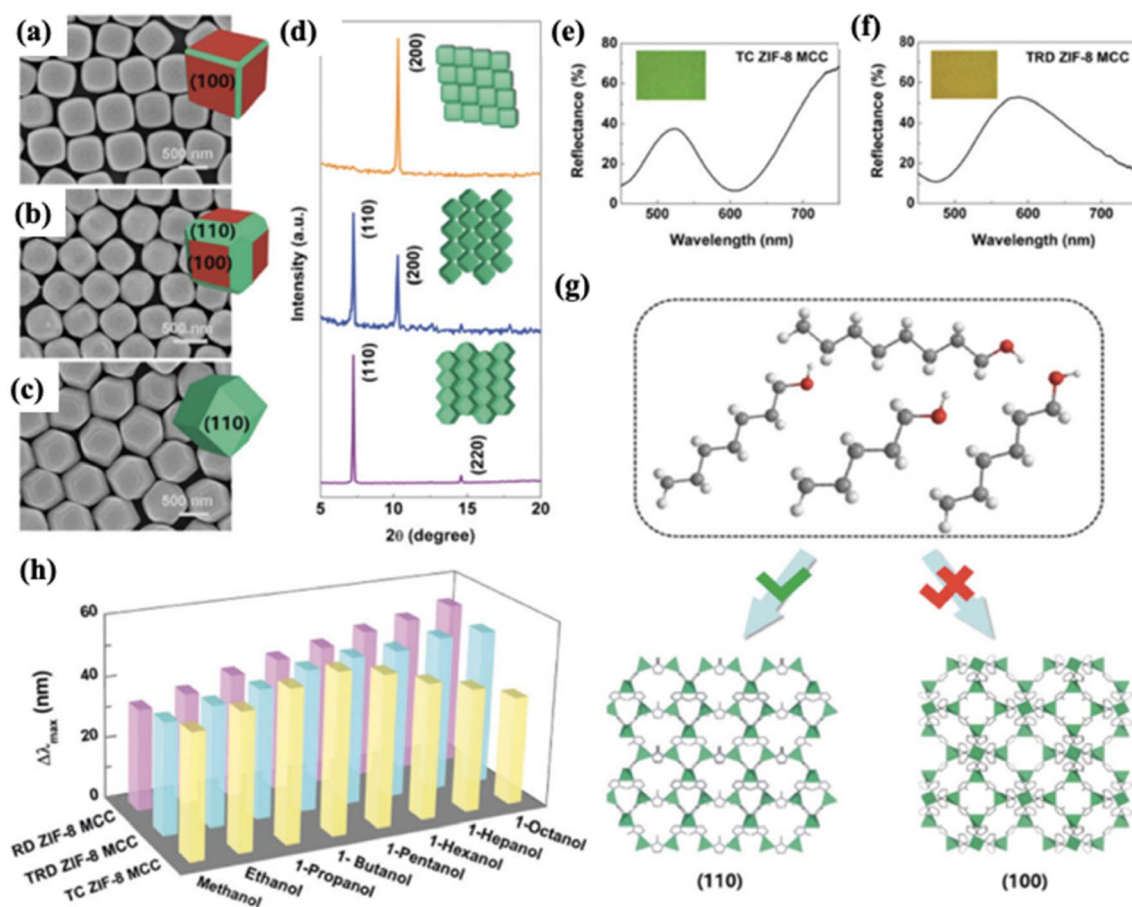 (a)
(100)
500 nm
(b)
(110)
(100)
500 nm
(c)
(110)
500 nm
(d)
(200)
(110)
(200)
(110)
(220)
Intensity (a.u.)
5 10 15 20
2θ (degree)
(e)
TC ZIF-8 MCC
80
60
40
20
0
Reflectance (%)
500 600 700
Wavelength (nm)
(f)
TRD ZIF-8 MCC
80
60
40
20
0
Reflectance (%)
500 600 700
Wavelength (nm)
(g)
(110)
(100)
(h)
60
40
20
0
Δλmax (nm)
RD ZIF-8 MCC
TRD ZIF-8 MCC
TC ZIF-8 MCC
Methanol
Ethanol
1-Propanol
1- Butanol
1-Pentanol
1-Hexanol
1-Hepanol
1-Octanol